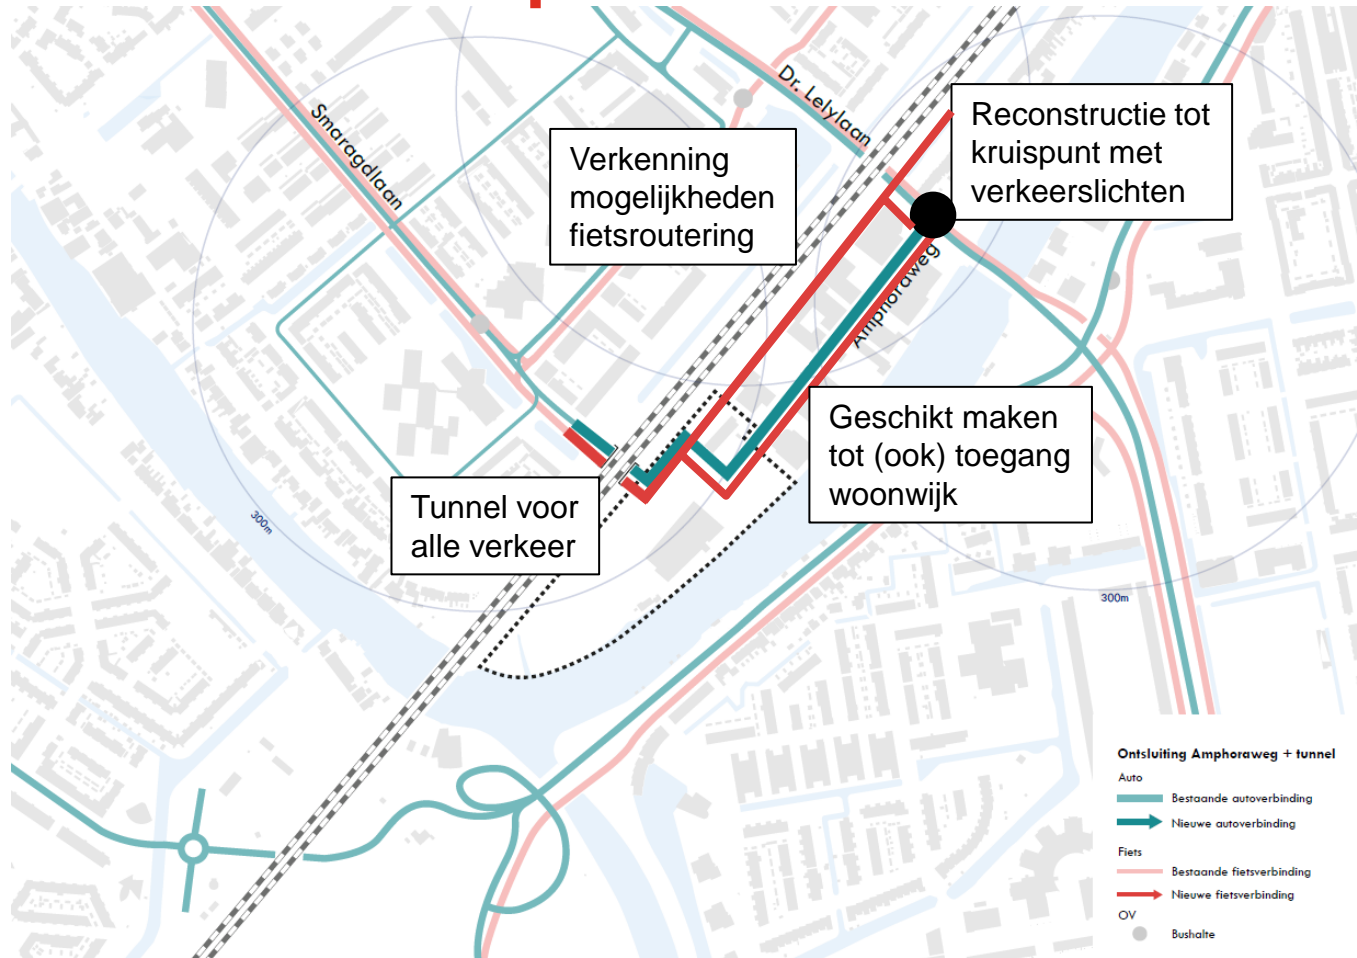 Smaragdlaan
Dr. Lelylaan
Verkenning
mogelijkheden
fietsroutering
Reconstructie tot
kruispunt met
verkeerslichten
Amphoraweg
Geschikt maken
tot (ook) toegang
woonwijk
Tunnel voor
alle verkeer
300m
300m
Ontsluiting Amphoraweg + tunnel
Auto
Bestaande autoverbinding
Nieuwe autoverbinding
Fiets
Bestaande fietsverbinding
Nieuwe fietsverbinding
OV
Bushalte